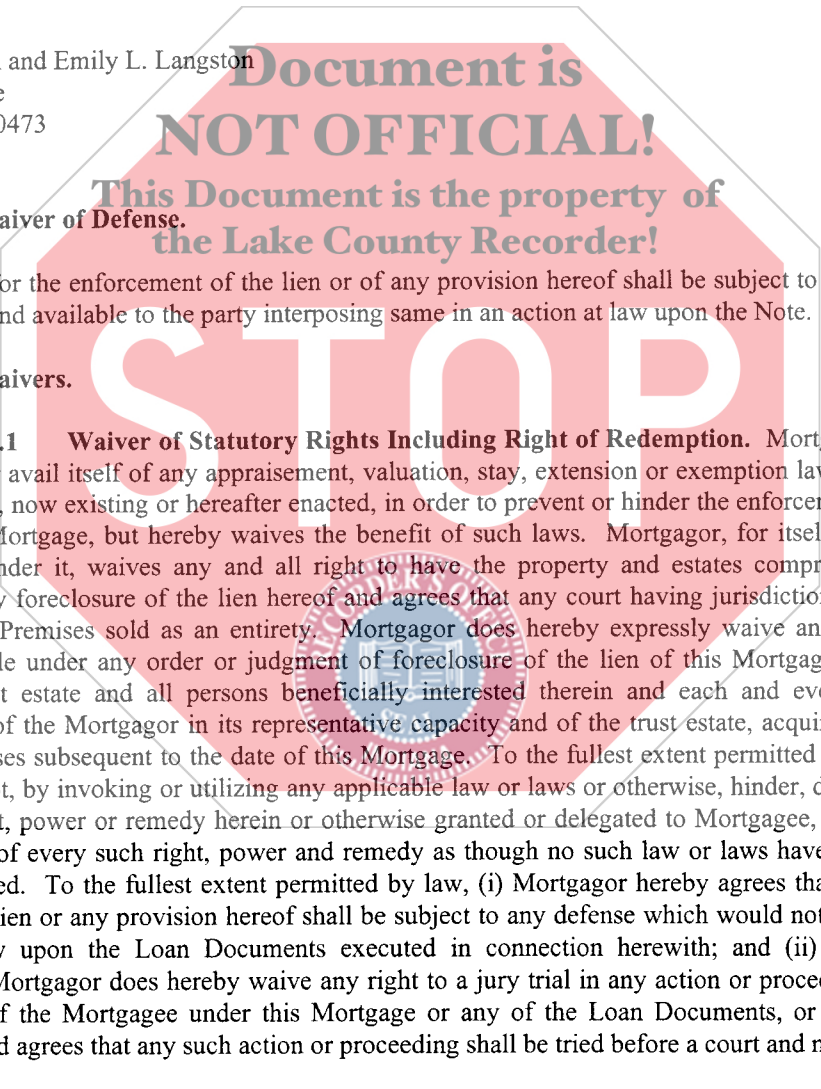 and Emily L. Langston
0473
Document is
NOT OFFICIAL!
This Document is the property of
the Lake County Recorder!
STOP
aiver of Defense.
or the enforcement of the lien or of any provision hereof shall be subject to
nd available to the party interposing same in an action at law upon the Note.
aivers.
.1 Waiver of Statutory Rights Including Right of Redemption. Mort
avail itself of any appraisement, valuation, stay, extension or exemption la
, now existing or hereafter enacted, in order to prevent or hinder the enforce
Mortgage, but hereby waives the benefit of such laws. Mortgagor, for itsel
nder it, waives any and all right to have the property and estates compr
y foreclosure of the lien hereof and agrees that any court having jurisdictio
Premises sold as an entirety. Mortgagor does hereby expressly waive an
le under any order or judgment of foreclosure of the lien of this Mortga
t estate and all persons beneficially interested therein and each and eve
of the Mortgagor in its representative capacity and of the trust estate, acqui
ses subsequent to the date of this Mortgage. To the fullest extent permitted
t, by invoking or utilizing any applicable law or laws or otherwise, hinder, d
t, power or remedy herein or otherwise granted or delegated to Mortgagee,
of every such right, power and remedy as though no such law or laws have
ed. To the fullest extent permitted by law, (i) Mortgagor hereby agrees tha
ien or any provision hereof shall be subject to any defense which would not
y upon the Loan Documents executed in connection herewith; and (ii)
Mortgagor does hereby waive any right to a jury trial in any action or procee
f the Mortgagee under this Mortgage or any of the Loan Documents, or
d agrees that any such action or proceeding shall be tried before a court and n